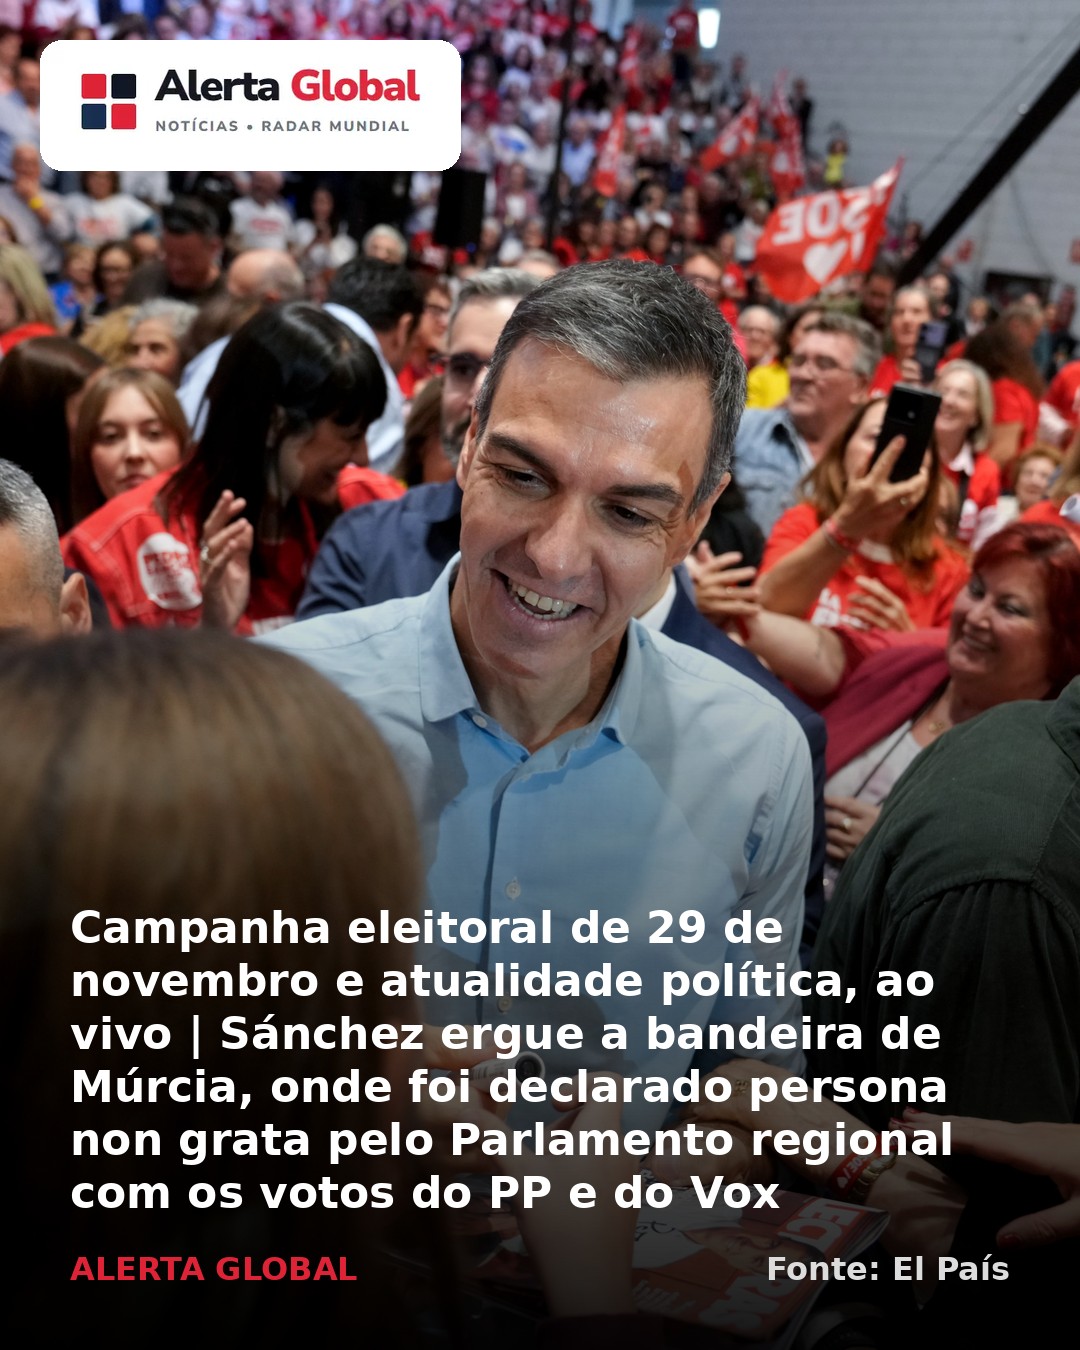 Alerta Global
NOTÍCIAS • RADAR MUNDIAL
PSOE
Campanha eleitoral de 29 de
novembro e atualidade política, ao
vivo | Sánchez ergue a bandeira de
Múrcia, onde foi declarado persona
non grata pelo Parlamento regional
com os votos do PP e do Vox
ALERTA GLOBAL
Fonte: El País